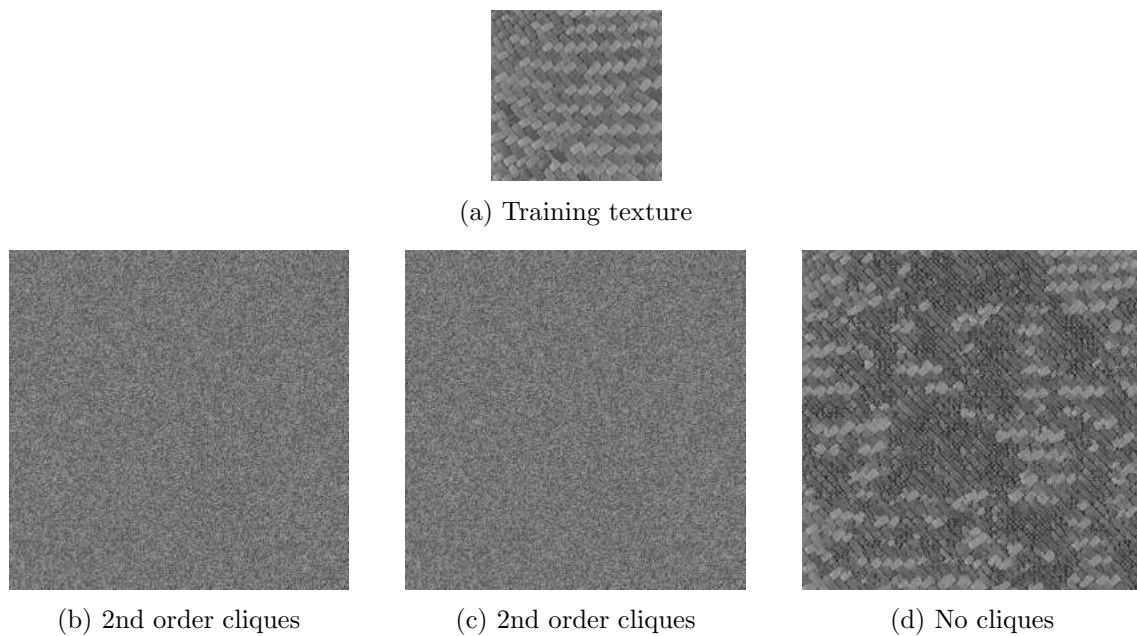 (a) Training texture
(b) 2nd order cliques
(c) 2nd order cliques
(d) No cliques